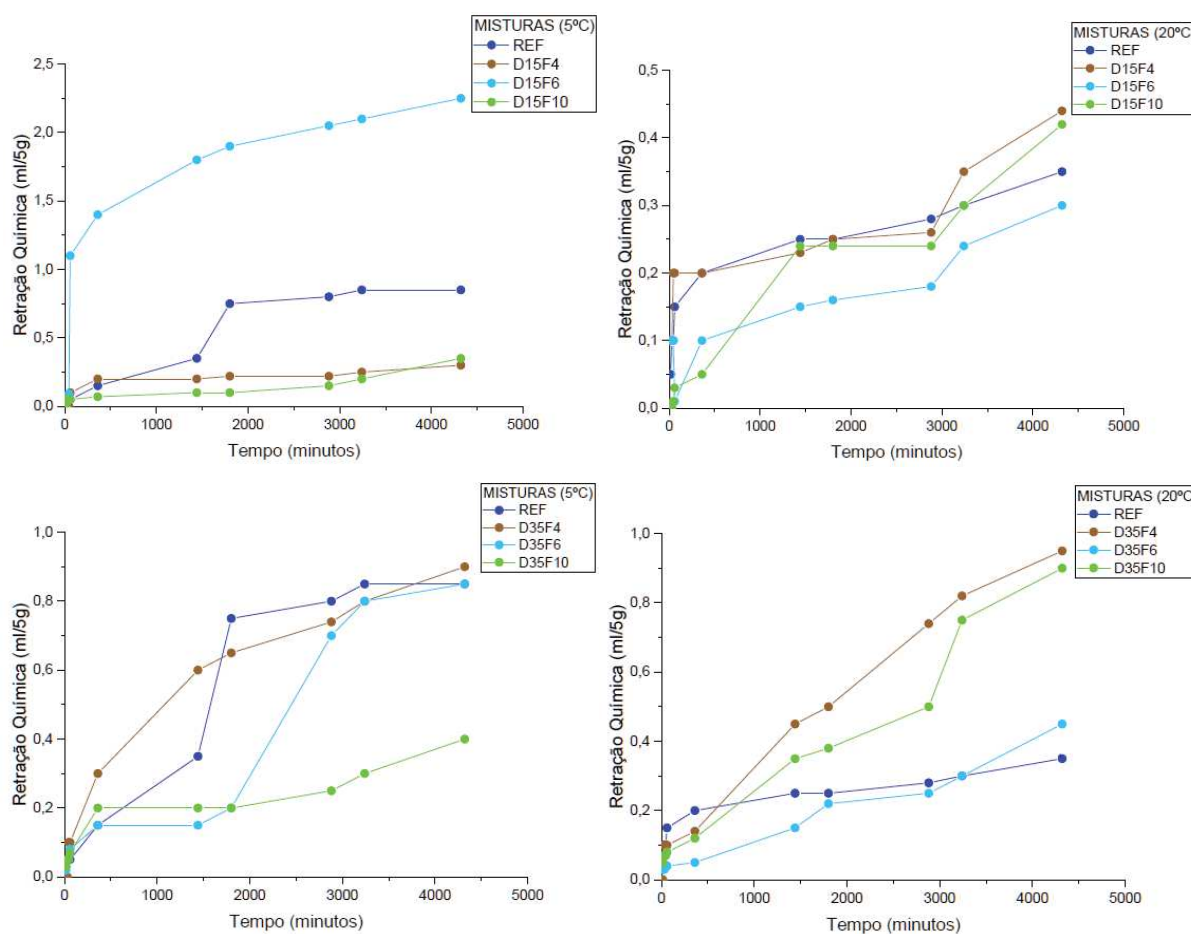 MISTURAS (5ºC)
REF
D15F4
D15F6
D15F10
2,5
2,0
1,5
1,0
0,5
0,0
Retração Química (ml/5g)
0
1000
2000
3000
4000
5000
Tempo (minutos)
MISTURAS (20ºC)
REF
D15F4
D15F6
D15F10
0,5
0,4
0,3
0,2
0,1
0,0
Retração Química (ml/5g)
0
1000
2000
3000
4000
5000
Tempo (minutos)
MISTURAS (5ºC)
REF
D35F4
D35F6
D35F10
1,0
0,8
0,6
0,4
0,2
0,0
Retração Química (ml/5g)
0
1000
2000
3000
4000
5000
Tempo (minutos)
MISTURAS (20ºC)
REF
D35F4
D35F6
D35F10
1,0
0,8
0,6
0,4
0,2
0,0
Retração Química (ml/5g)
0
1000
2000
3000
4000
5000
Tempo (minutos)